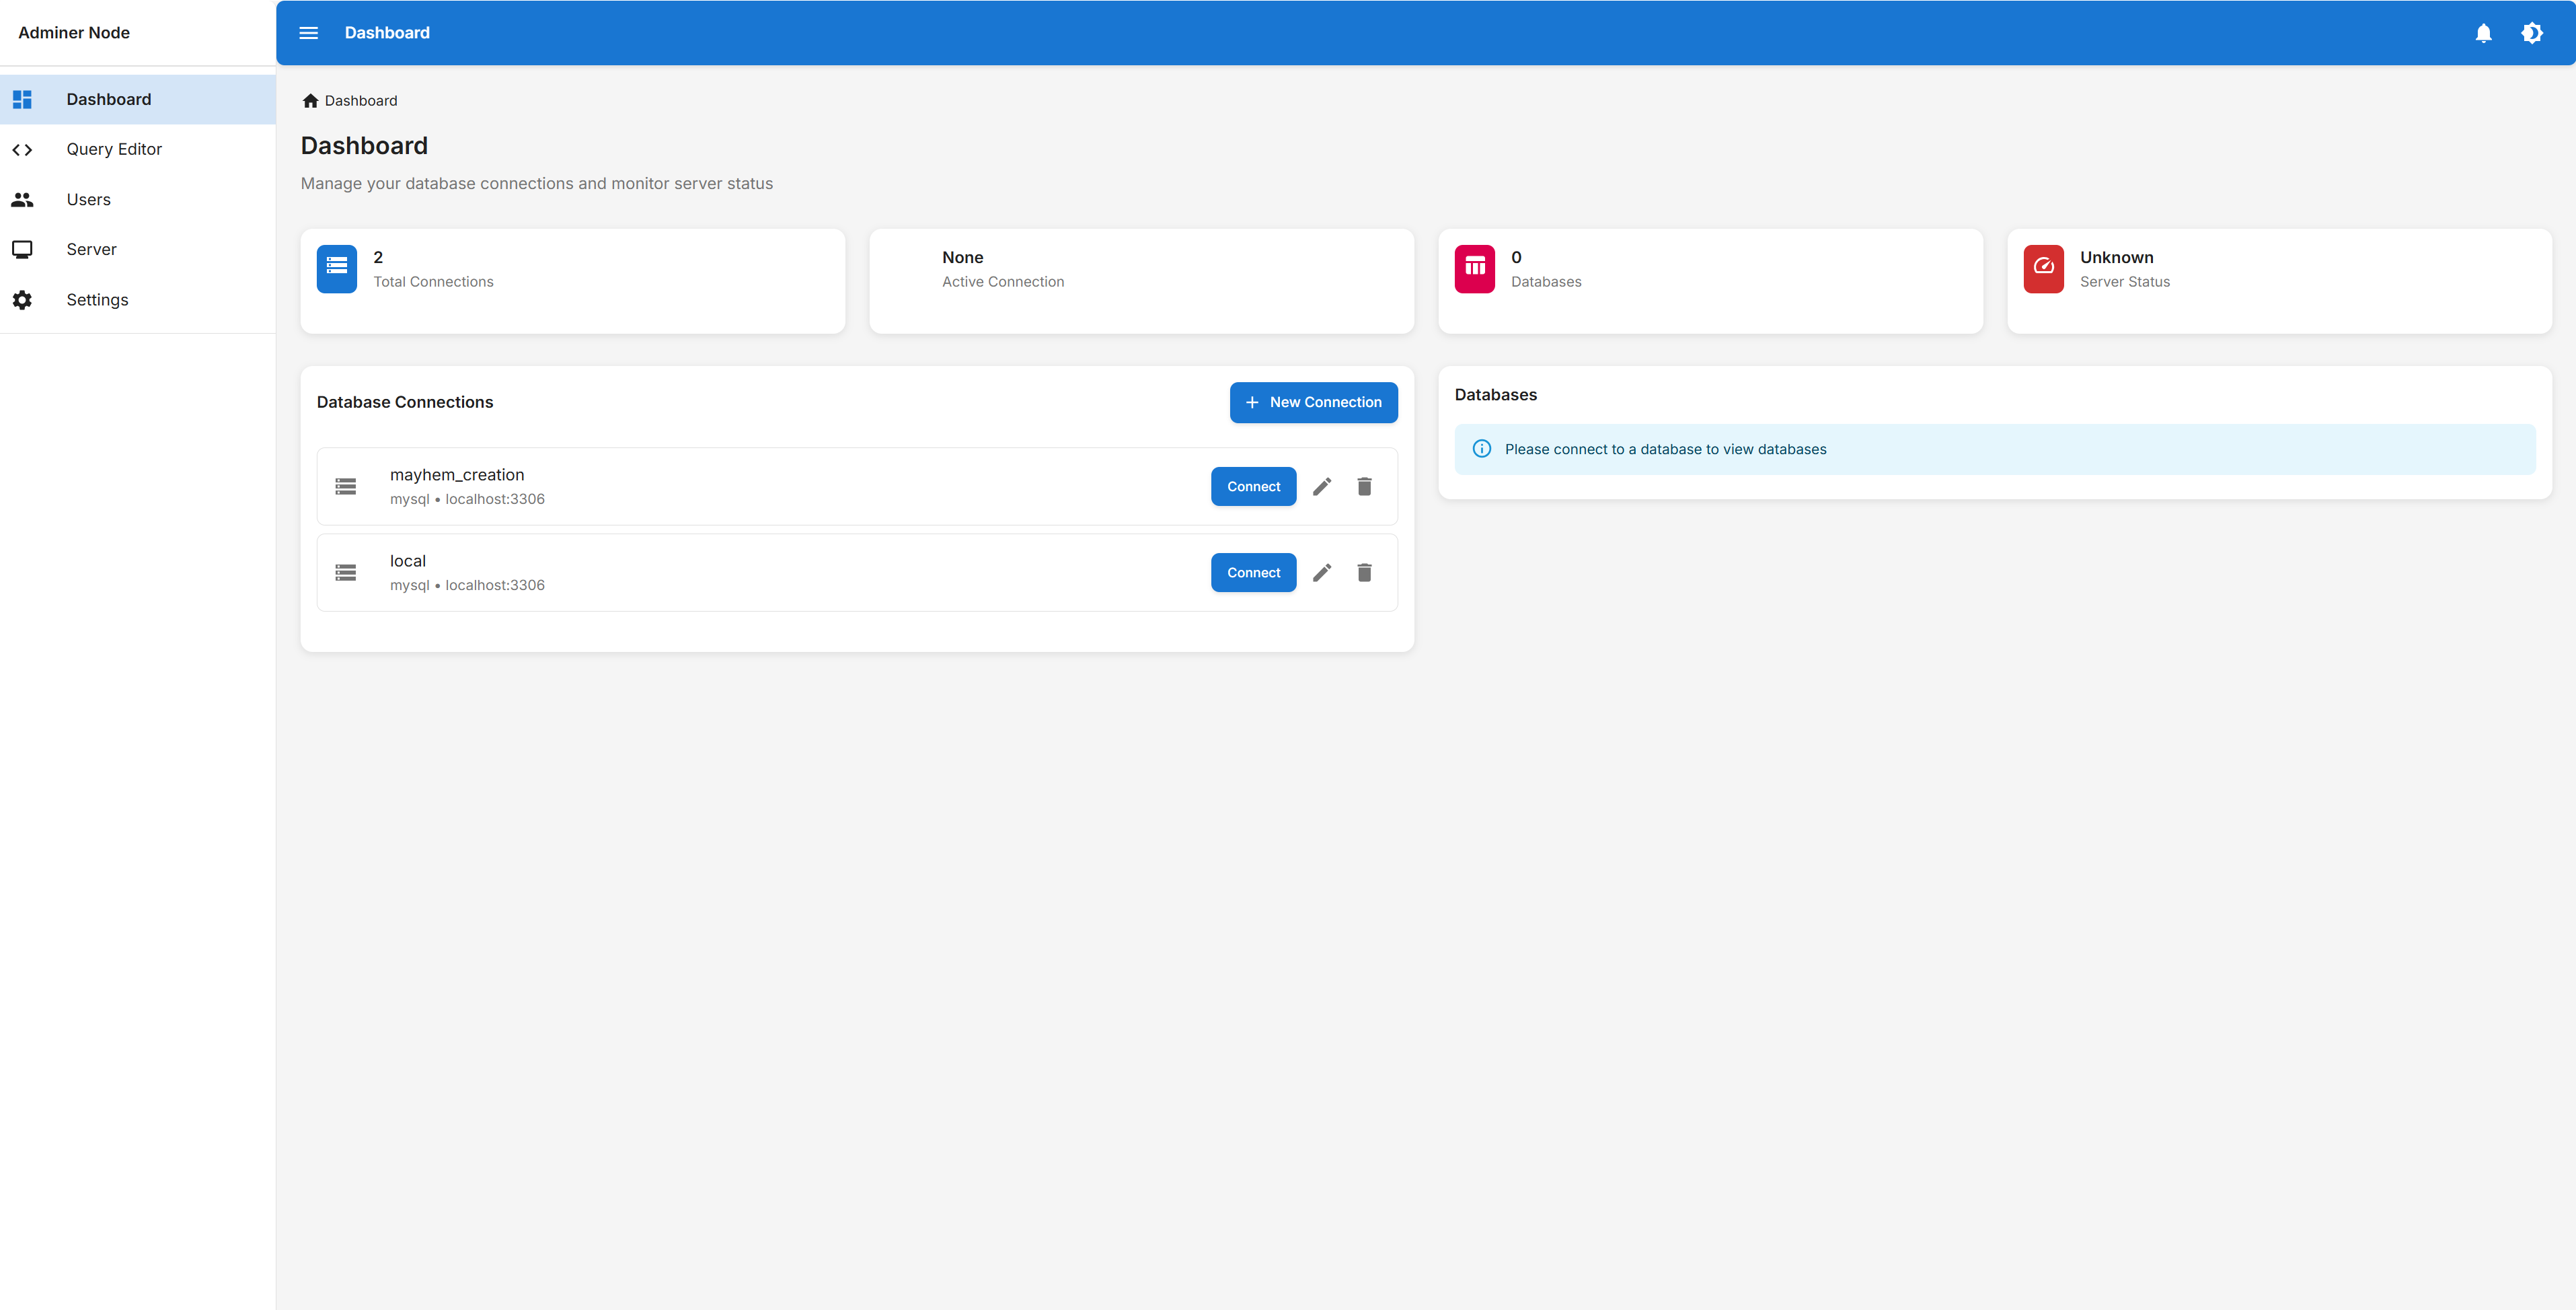 Adminer Node
Dashboard
Dashboard
Query Editor
Users
Server
Settings
Dashboard
Dashboard
Manage your database connections and monitor server status
2
Total Connections
None
Active Connection
0
Databases
Unknown
Server Status
Database Connections
New Connection
mayhem_creation
mysql • localhost:3306
Connect
local
mysql • localhost:3306
Connect
Databases
Please connect to a database to view databases